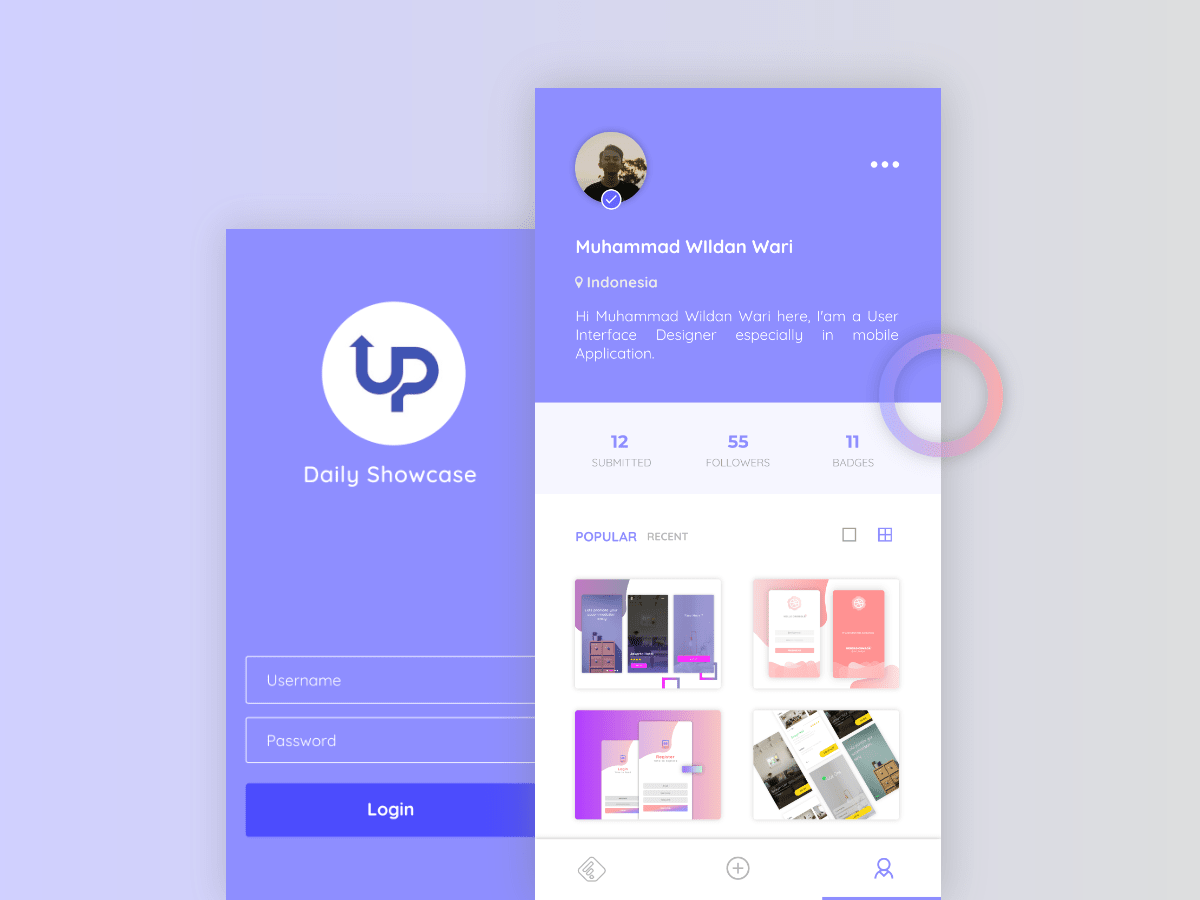 UP
Daily Showcase
Username
Password
Login
Muhammad WIldan Wari
Indonesia
Hi Muhammad Wildan Wari here, I'am a User
Interface Designer especially in mobile
Application.
12
SUBMITTED
55
FOLLOWERS
11
BADGES
POPULAR
RECENT